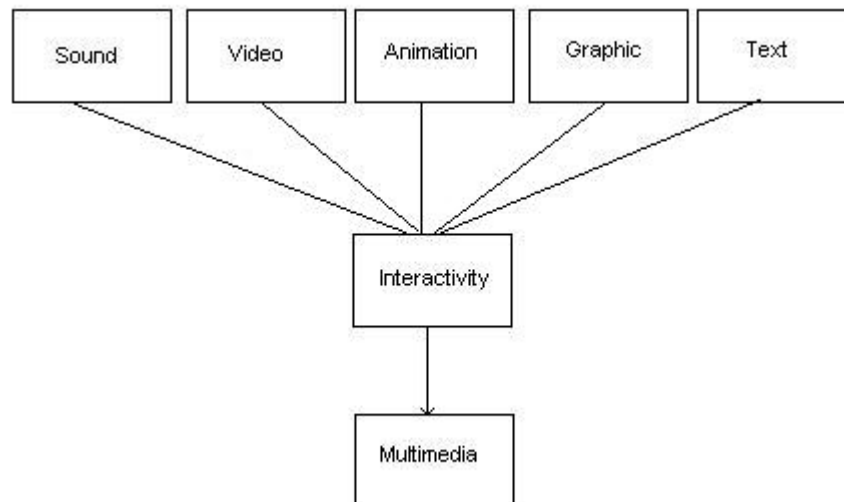 Sound
Video
Animation
Graphic
Text
Interactivity
Multimedia